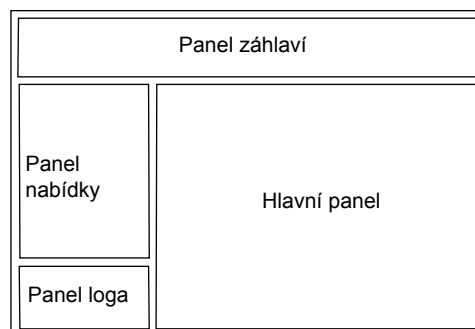 Panel záhlaví
Panel
nabídky
Hlavní panel
Panel loga